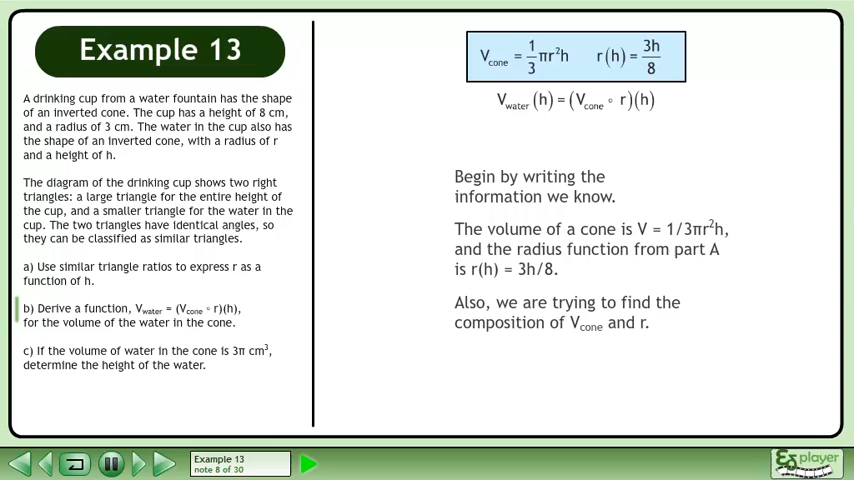 Example 13
A drinking cup from a water fountain has the shape
of an inverted cone. The cup has a height of 8 cm,
and a radius of 3 cm. The water in the cup also has
the shape of an inverted cone, with a radius of r
and a height of h.
The diagram of the drinking cup shows two right
triangles: a large triangle for the entire height of
the cup, and a smaller triangle for the water in the
cup. The two triangles have identical angles, so
they can be classified as similar triangles.
a) Use similar triangle ratios to express r as a
function of h.
b) Derive a function, V_water = (V_cone ∘ r)(h),
for the volume of the water in the cone.
c) If the volume of water in the cone is 3π cm³,
determine the height of the water.
V_cone = 1/3 πr²h r(h) = 3h/8
V_water(h) = (V_cone ∘ r)(h)
Begin by writing the
information we know.
The volume of a cone is V = 1/3πr²h,
and the radius function from part A
is r(h) = 3h/8.
Also, we are trying to find the
composition of V_cone and r.
Example 13
note 8 of 30
player